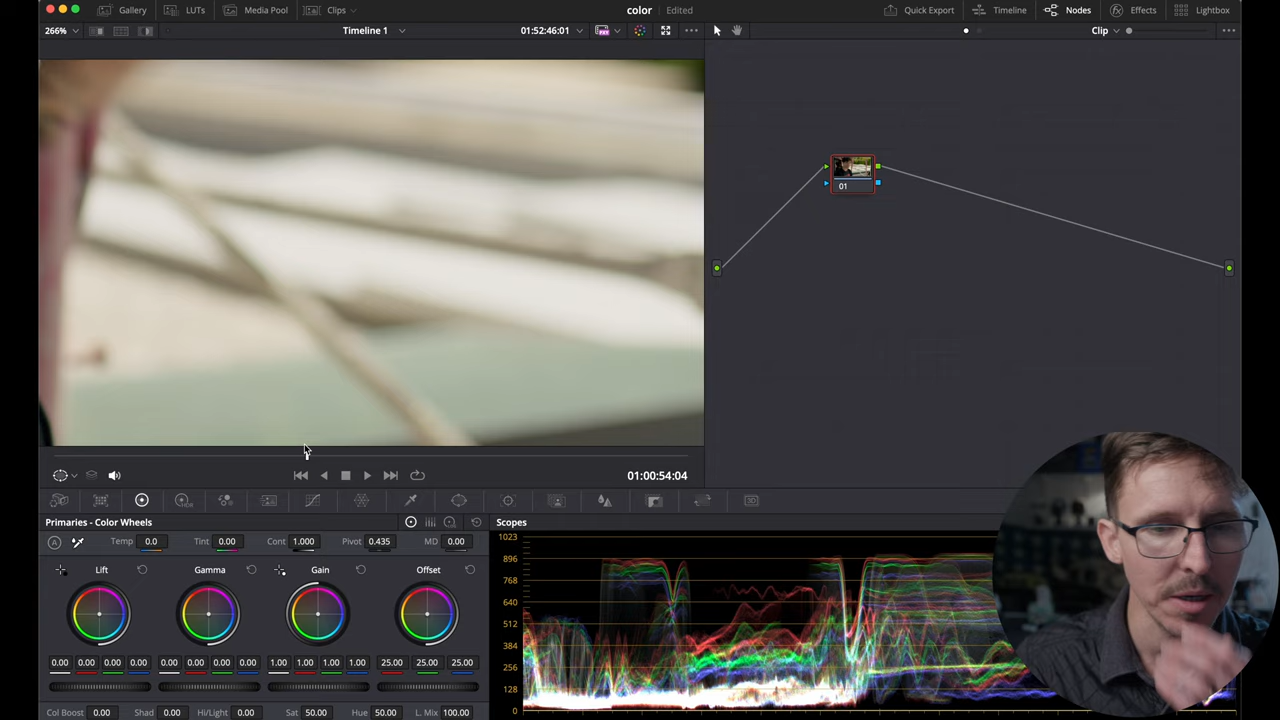 Gallery LUTs Media Pool Clips color Edited Quick Export Timeline Nodes Effects Lightbox
266% Timeline 1 01:52:46:01 Clip
01
01:00:54:04
Primaries - Color Wheels Scopes
A Temp 0.0 Tint 0.00 Cont 1.000 Pivot 0.435 MD 0.00
Lift Gamma Gain Offset
0.00 0.00 0.00 0.00 0.00 0.00 0.00 0.00 1.00 1.00 1.00 1.00 25.00 25.00 25.00
Col Boost 0.00 Shad 0.00 Hi/Light 0.00 Sat 50.00 Hue 50.00 L. Mix 100.00
1023
896
768
640
512
384
256
128
0